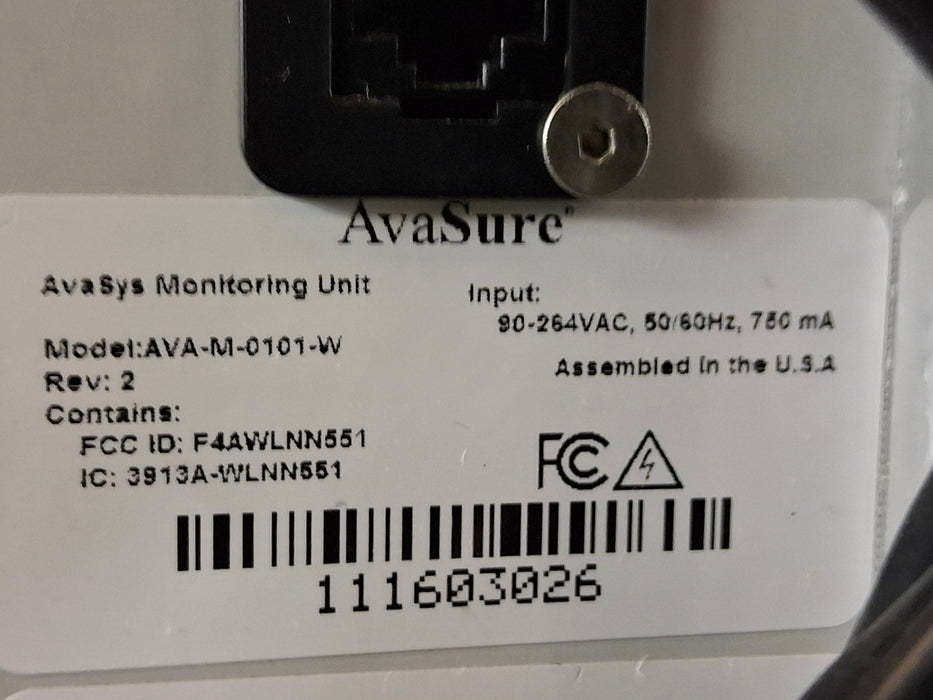 AvaSure®
AvaSys Monitoring Unit
Model:AVA-M-0101-W
Rev: 2
Contains:
FCC ID: F4AWLNN551
IC: 3913A-WLNN551
Input:
90-264VAC, 50/60Hz, 750 mA
Assembled in the U.S.A
FCC
111603026